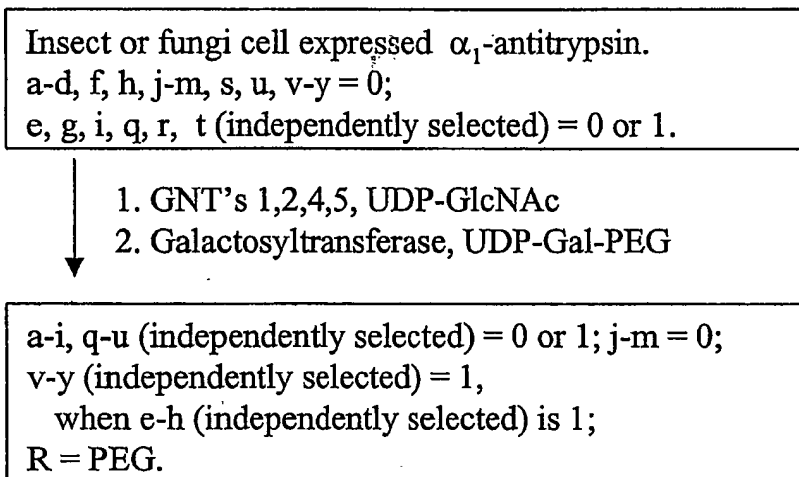 Insect or fungi cell expressed α₁-antitrypsin.
a-d, f, h, j-m, s, u, v-y = 0;
e, g, i, q, r, t (independently selected) = 0 or 1.
1. GNT's 1,2,4,5, UDP-GlcNAc
2. Galactosyltransferase, UDP-Gal-PEG
a-i, q-u (independently selected) = 0 or 1; j-m = 0;
v-y (independently selected) = 1,
when e-h (independently selected) is 1;
R = PEG.